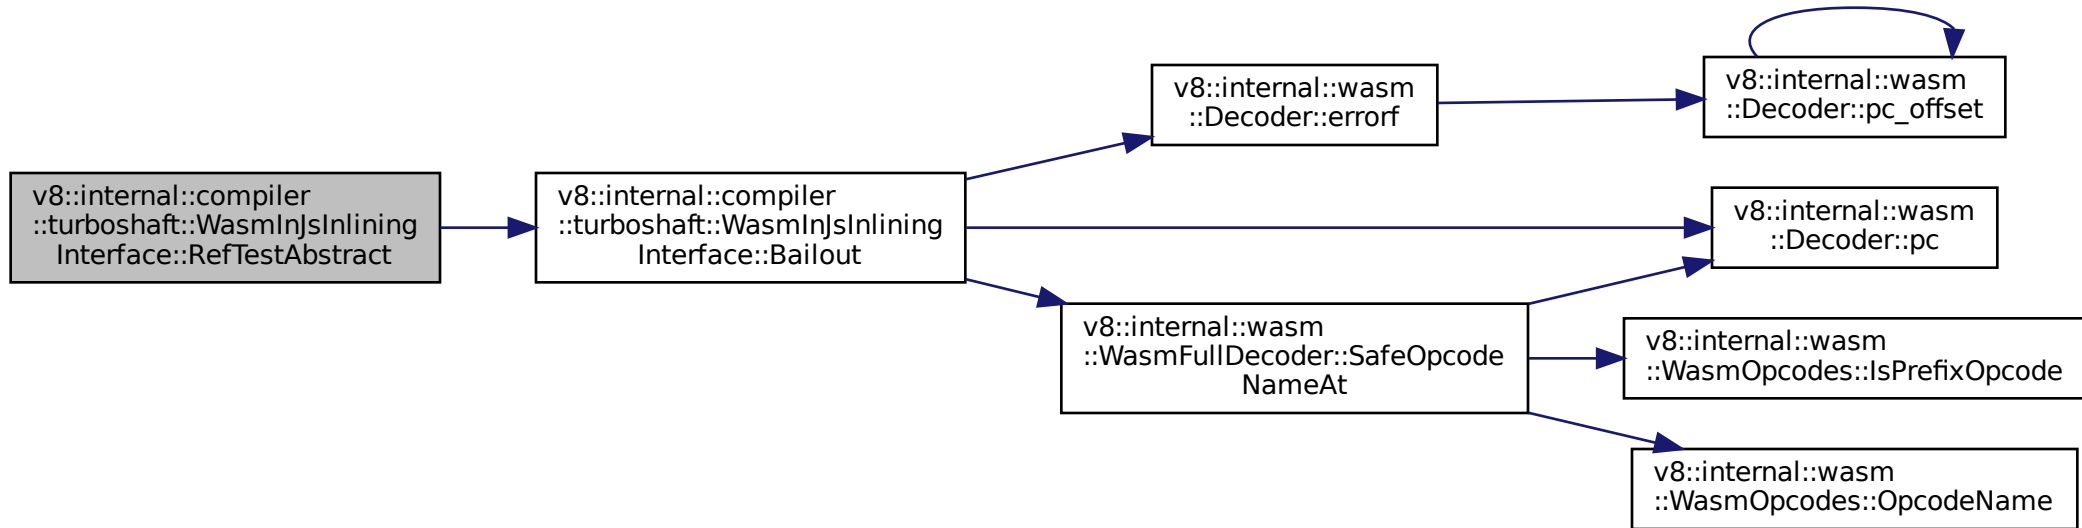 v8::internal::compiler
::turboshaft::WasmInJsInlining
Interface::RefTestAbstract
v8::internal::compiler
::turboshaft::WasmInJsInlining
Interface::Bailout
v8::internal::wasm
::Decoder::errorf
v8::internal::wasm
::Decoder::pc_offset
v8::internal::wasm
::Decoder::pc
v8::internal::wasm
::WasmFullDecoder::SafeOpcode
NameAt
v8::internal::wasm
::WasmOpcodes::IsPrefixOpcode
v8::internal::wasm
::WasmOpcodes::OpcodeName